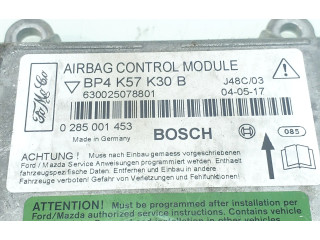 FoMoCo
AIRBAG CONTROL MODULE
BP4 K57 K30 B J48C/03
630025078801 04-05-17
0 285 001 453
Made in Germany
BOSCH
085
ACHTUNG ! Muss nach Einbau gemaess vorgeschriebenen
Ford / Mazda Service Anweisungen programmiert werden. Enthaelt
fahrzeugspezifische Daten. Entfernen und Einbau in andere
Fahrzeuge verboten! Gefahr von Verletzungen und Fehlfunktionen!
ATTENTION ! Must be programmed after installation per
Ford/Mazda authorized service instructions. Contains vehicle